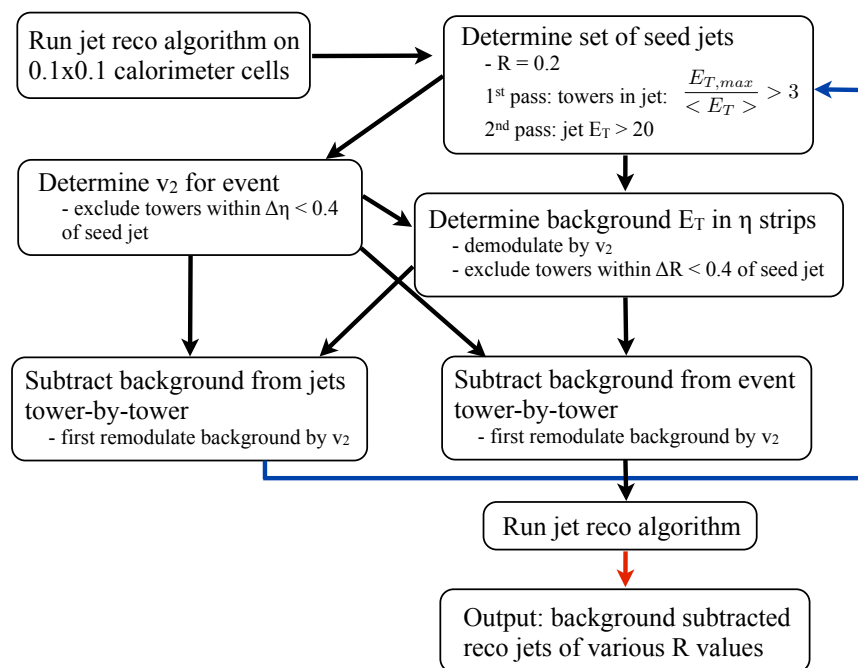 Run jet reco algorithm on
0.1x0.1 calorimeter cells
Determine set of seed jets
- R = 0.2
1st pass: towers in jet: E_{T,max} / < E_T > > 3
2nd pass: jet E_T > 20
Determine v₂ for event
- exclude towers within Δη < 0.4
of seed jet
Determine background E_T in η strips
- demodulate by v₂
- exclude towers within ΔR < 0.4 of seed jet
Subtract background from jets
tower-by-tower
- first remodulate background by v₂
Subtract background from event
tower-by-tower
- first remodulate background by v₂
Run jet reco algorithm
Output: background subtracted
reco jets of various R values